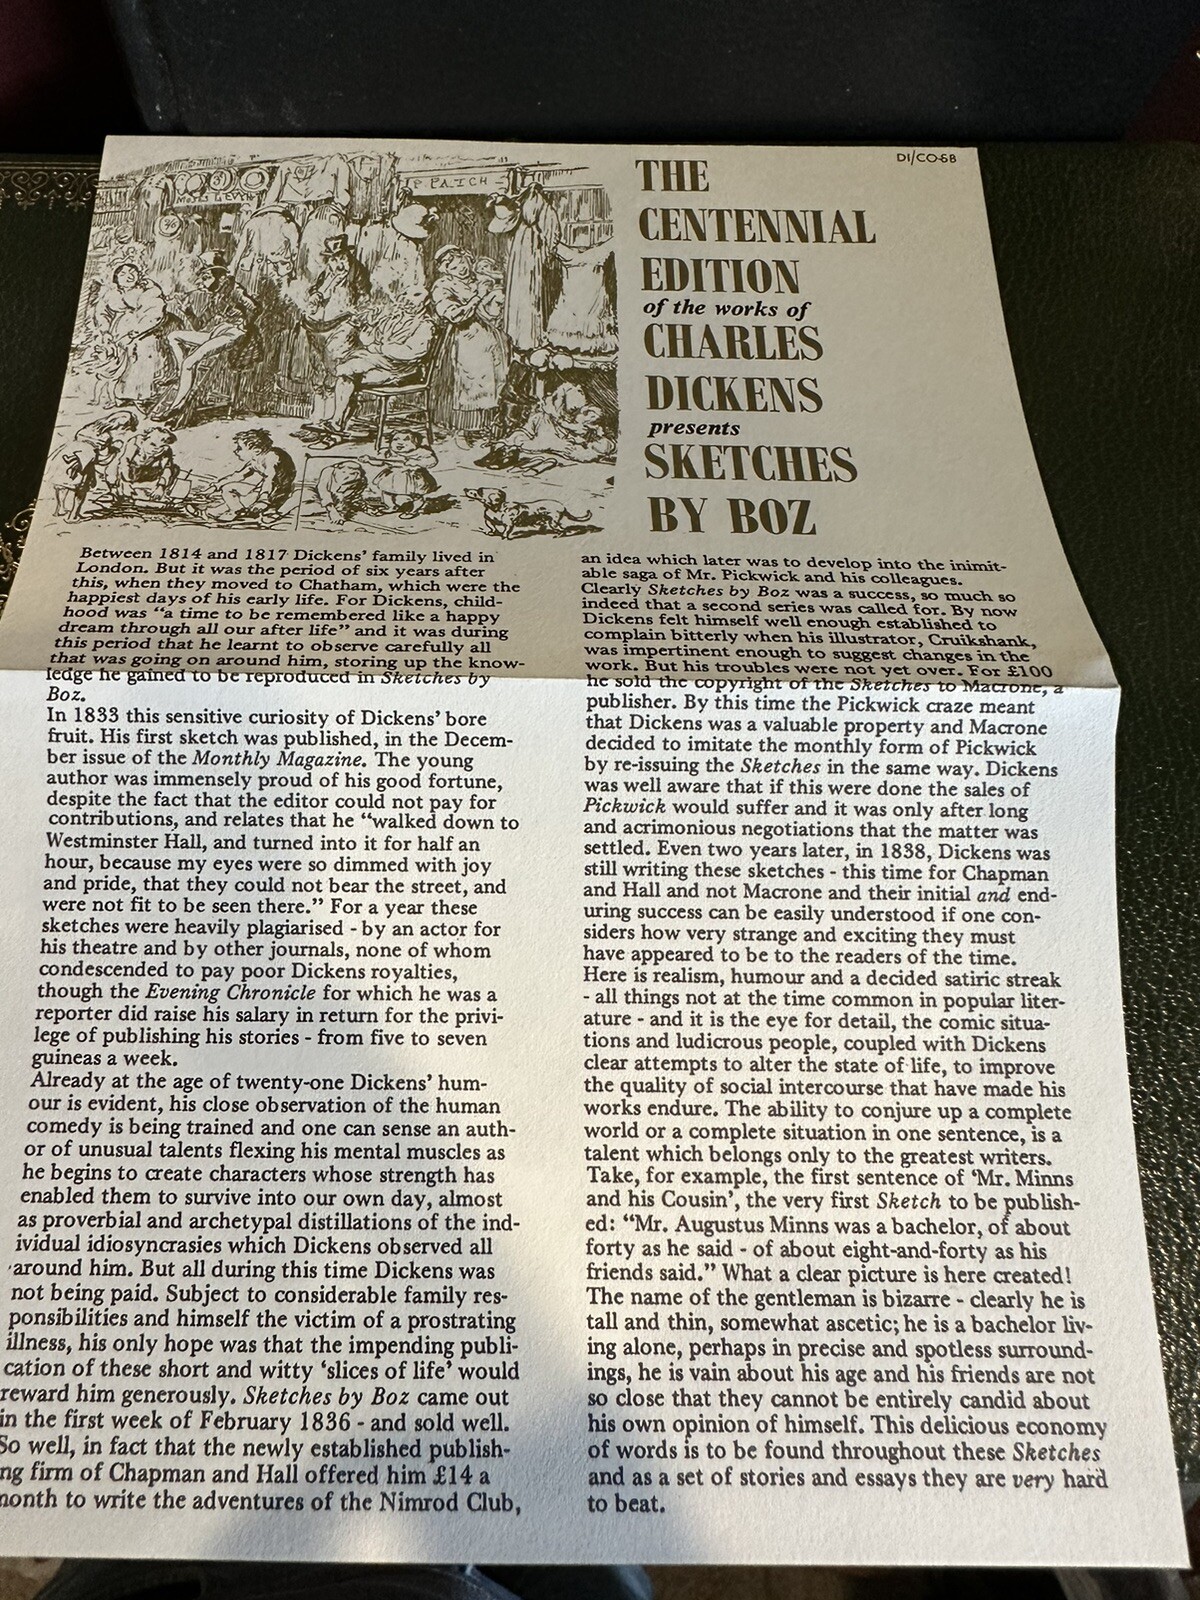 DI/CO-SB
THE
CENTENNIAL
EDITION
of the works of
CHARLES
DICKENS
presents
SKETCHES
BY BOZ
P. PATCH
Between 1814 and 1817 Dickens' family lived in
London. But it was the period of six years after
this, when they moved to Chatham, which were the
happiest days of his early life. For Dickens, child-
hood was "a time to be remembered like a happy
dream through all our after life" and it was during
this period that he learnt to observe carefully all
that was going on around him, storing up the know-
ledge he gained to be reproduced in Sketches by
Boz.
In 1833 this sensitive curiosity of Dickens' bore
fruit. His first sketch was published, in the Decem-
ber issue of the Monthly Magazine. The young
author was immensely proud of his good fortune,
despite the fact that the editor could not pay for
contributions, and relates that he "walked down to
Westminster Hall, and turned into it for half an
hour, because my eyes were so dimmed with joy
and pride, that they could not bear the street, and
were not fit to be seen there." For a year these
sketches were heavily plagiarised - by an actor for
his theatre and by other journals, none of whom
condescended to pay poor Dickens royalties,
though the Evening Chronicle for which he was a
reporter did raise his salary in return for the privi-
lege of publishing his stories - from five to seven
guineas a week.
Already at the age of twenty-one Dickens' hum-
our is evident, his close observation of the human
comedy is being trained and one can sense an auth-
or of unusual talents flexing his mental muscles as
he begins to create characters whose strength has
enabled them to survive into our own day, almost
as proverbial and archetypal distillations of the ind-
ividual idiosyncrasies which Dickens observed all
around him. But all during this time Dickens was
not being paid. Subject to considerable family res-
ponsibilities and himself the victim of a prostrating
illness, his only hope was that the impending publi-
cation of these short and witty 'slices of life' would
reward him generously. Sketches by Boz came out
in the first week of February 1836 - and sold well.
So well, in fact that the newly established publish-
ng firm of Chapman and Hall offered him £14 a
month to write the adventures of the Nimrod Club,
an idea which later was to develop into the inimit-
able saga of Mr. Pickwick and his colleagues.
Clearly Sketches by Boz was a success, so much so
indeed that a second series was called for. By now
Dickens felt himself well enough established to
complain bitterly when his illustrator, Cruikshank,
was impertinent enough to suggest changes in the
work. But his troubles were not yet over. For £100
he sold the copyright of the Sketches to Macrone, a
publisher. By this time the Pickwick craze meant
that Dickens was a valuable property and Macrone
decided to imitate the monthly form of Pickwick
by re-issuing the Sketches in the same way. Dickens
was well aware that if this were done the sales of
Pickwick would suffer and it was only after long
and acrimonious negotiations that the matter was
settled. Even two years later, in 1838, Dickens was
still writing these sketches - this time for Chapman
and Hall and not Macrone and their initial and end-
uring success can be easily understood if one con-
siders how very strange and exciting they must
have appeared to be to the readers of the time.
Here is realism, humour and a decided satiric streak
- all things not at the time common in popular liter-
ature - and it is the eye for detail, the comic situa-
tions and ludicrous people, coupled with Dickens
clear attempts to alter the state of life, to improve
the quality of social intercourse that have made his
works endure. The ability to conjure up a complete
world or a complete situation in one sentence, is a
talent which belongs only to the greatest writers.
Take, for example, the first sentence of 'Mr. Minns
and his Cousin', the very first Sketch to be publish-
ed: "Mr. Augustus Minns was a bachelor, of about
forty as he said - of about eight-and-forty as his
friends said." What a clear picture is here created!
The name of the gentleman is bizarre - clearly he is
tall and thin, somewhat ascetic; he is a bachelor liv-
ing alone, perhaps in precise and spotless surround-
ings, he is vain about his age and his friends are not
so close that they cannot be entirely candid about
his own opinion of himself. This delicious economy
of words is to be found throughout these Sketches
and as a set of stories and essays they are very hard
to beat.